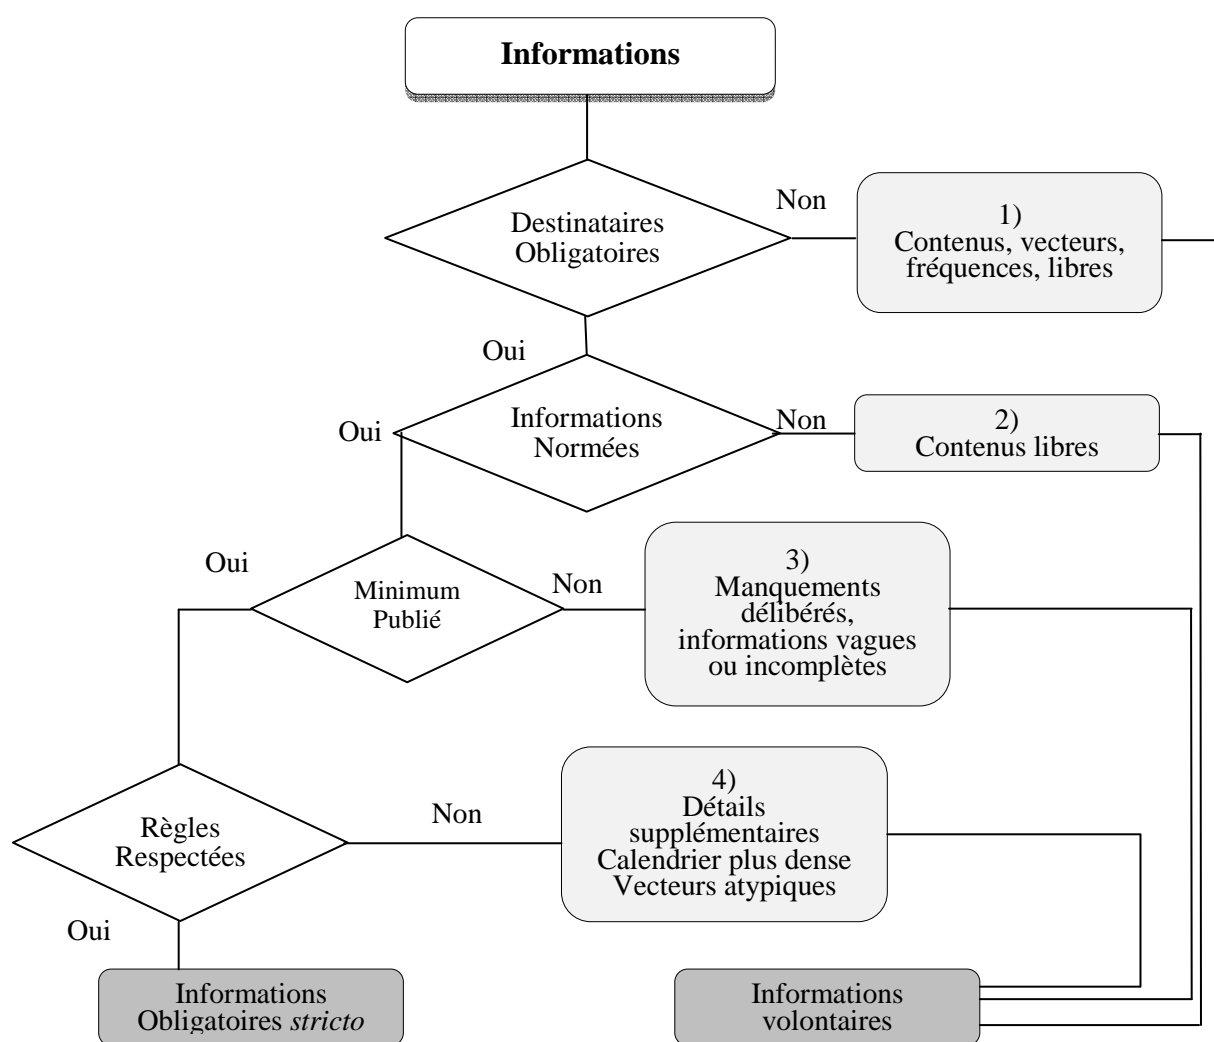 Informations
Destinataires
Obligatoires
Non
1)
Contenus, vecteurs,
fréquences, libres
Oui
Informations
Normées
Non
2)
Contenus libres
Oui
Minimum
Publié
Non
3)
Manquements
délibérés,
informations vagues
ou incomplètes
Oui
Règles
Respectées
Non
4)
Détails
supplémentaires
Calendrier plus dense
Vecteurs atypiques
Oui
Informations
Obligatoires stricto
Informations
volontaires